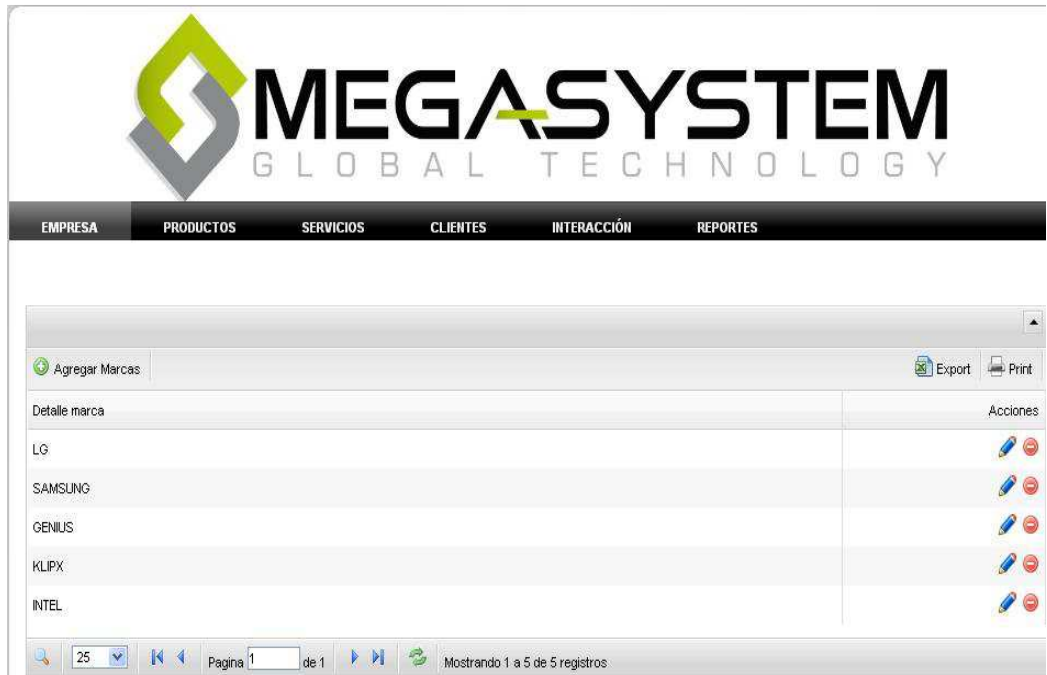 MEGASYSTEM
GLOBAL TECHNOLOGY
EMPRESA PRODUCTOS SERVICIOS CLIENTES INTERACCIÓN REPORTES
Agregar Marcas Export Print
Detalle marca Acciones
LG
SAMSUNG
GENIUS
KLIPX
INTEL
25 Pagina 1 de 1 Mostrando 1 a 5 de 5 registros